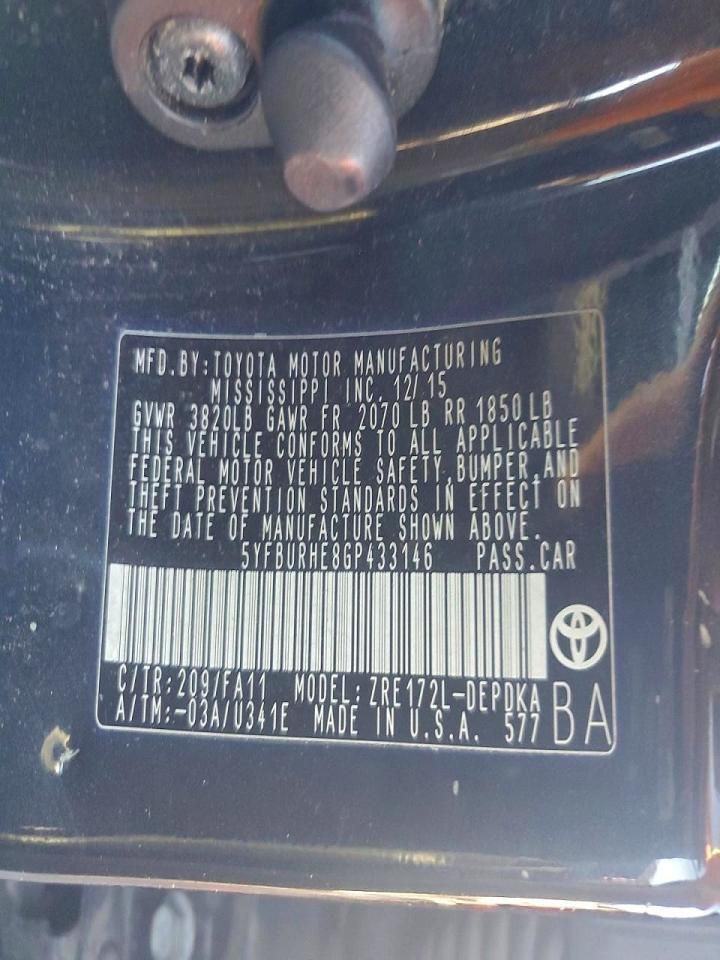 MFD.BY:TOYOTA MOTOR MANUFACTURING
MISSISSIPPI INC. 12/15
GVWR 3820LB GAWR FR 2070 LB RR 1850 LB
THIS VEHICLE CONFORMS TO ALL APPLICABLE
FEDERAL MOTOR VEHICLE SAFETY,BUMPER,AND
THEFT PREVENTION STANDARDS IN EFFECT ON
THE DATE OF MANUFACTURE SHOWN ABOVE.
5YFBURHE8GP433146 PASS.CAR
C/TR:209/FA11 MODEL: ZRE172L-DEPDKA
A/TM:-03A/U341E MADE IN U.S.A. 577 BA